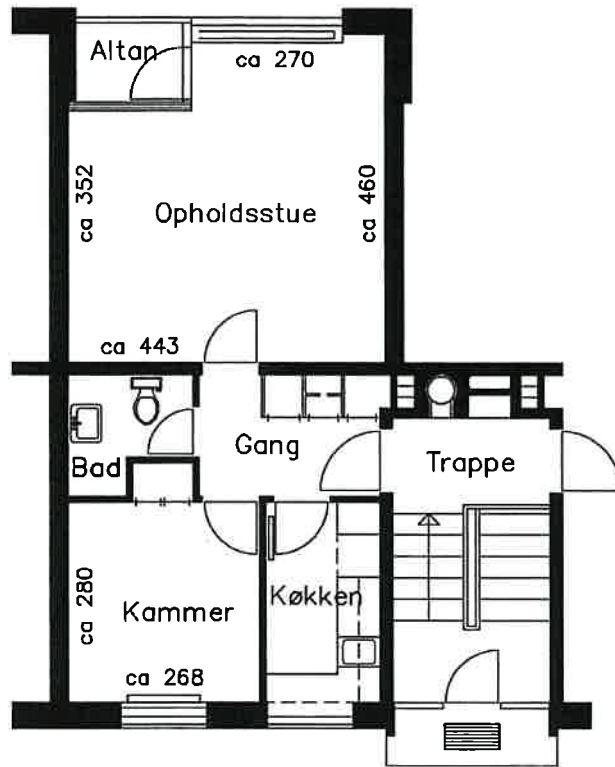 Altan
ca 270
ca 352
ca 460
Opholdsstue
ca 443
Gang
Bad
Trappe
ca 280
Kammer
Køkken
ca 268